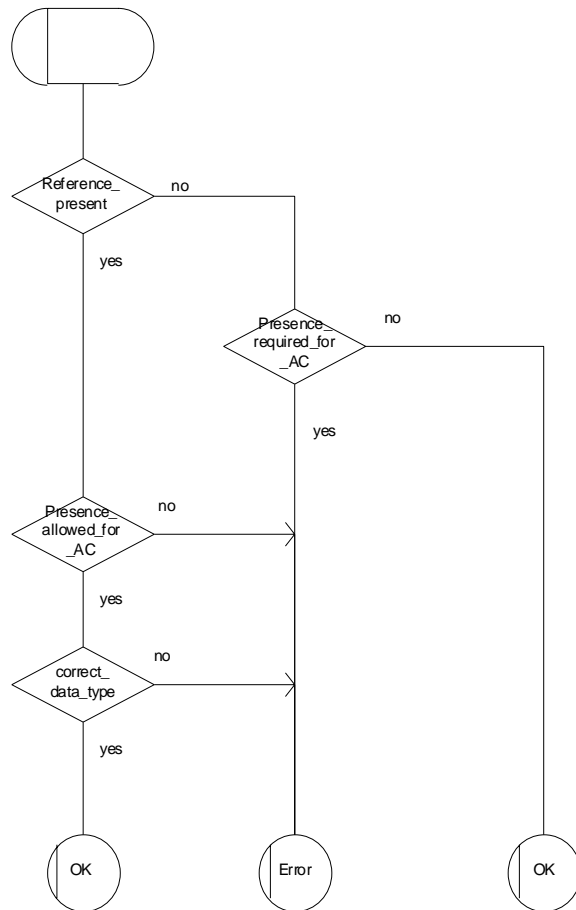 Reference_
present
no
yes
Presence_
required_for
_AC
no
yes
Presence_
allowed_for
_AC
no
yes
correct_
data_type
no
yes
OK
Error
OK